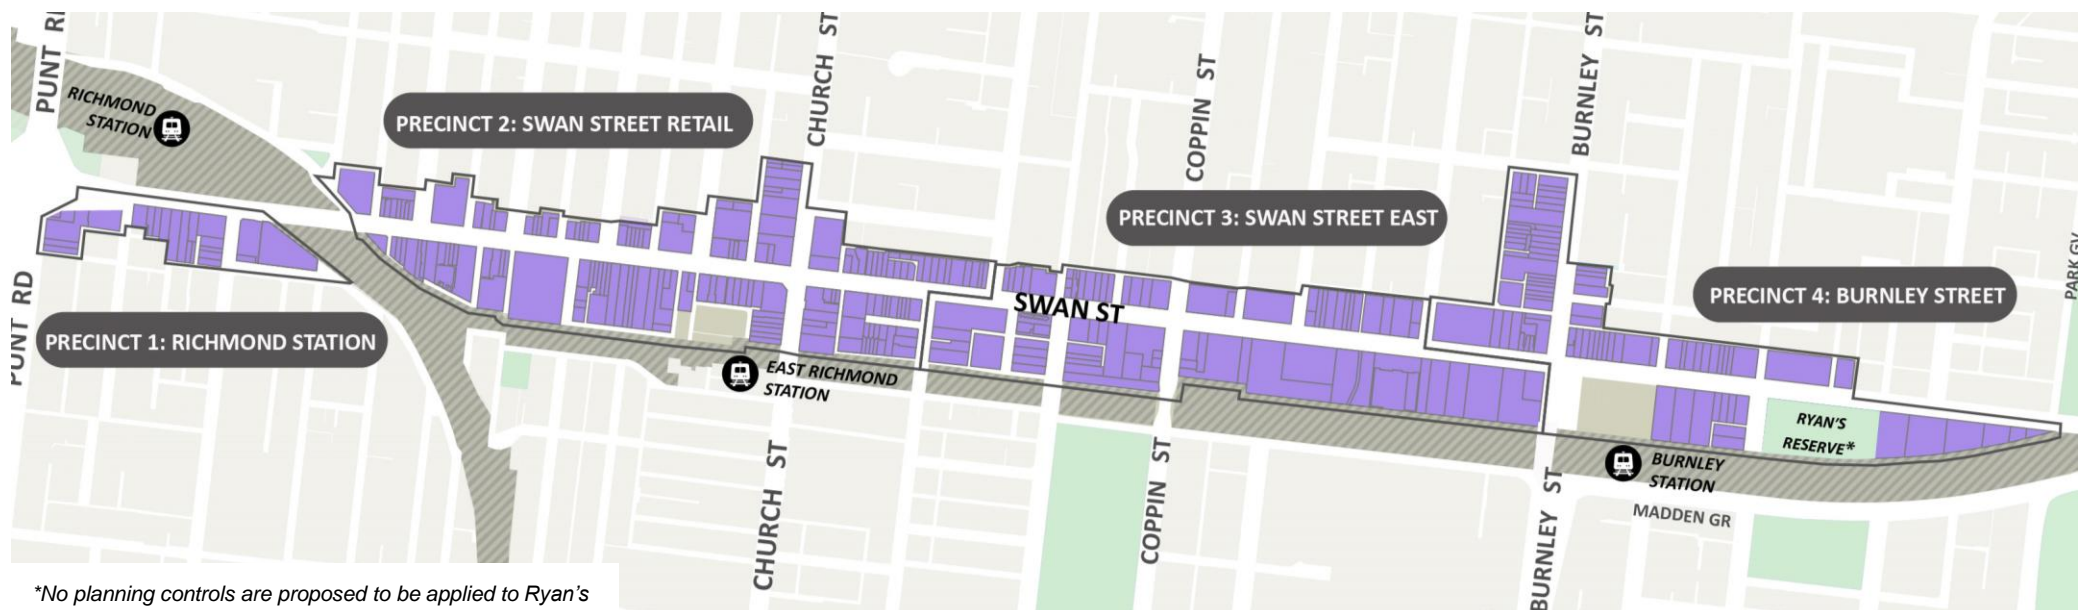 PUNT RD
RICHMOND
STATION
PRECINCT 2: SWAN STREET RETAIL
CHURCH ST
COPPIN ST
BURNLEY ST
PRECINCT 3: SWAN STREET EAST
PARK GV
PRECINCT 4: BURNLEY STREET
SWAN ST
PUNT RD
PRECINCT 1: RICHMOND STATION
EAST RICHMOND
STATION
RYAN'S
RESERVE*
BURNLEY
STATION
MADDEN GR
CHURCH ST
COPPIN ST
BURNLEY ST
*No planning controls are proposed to be applied to Ryan's